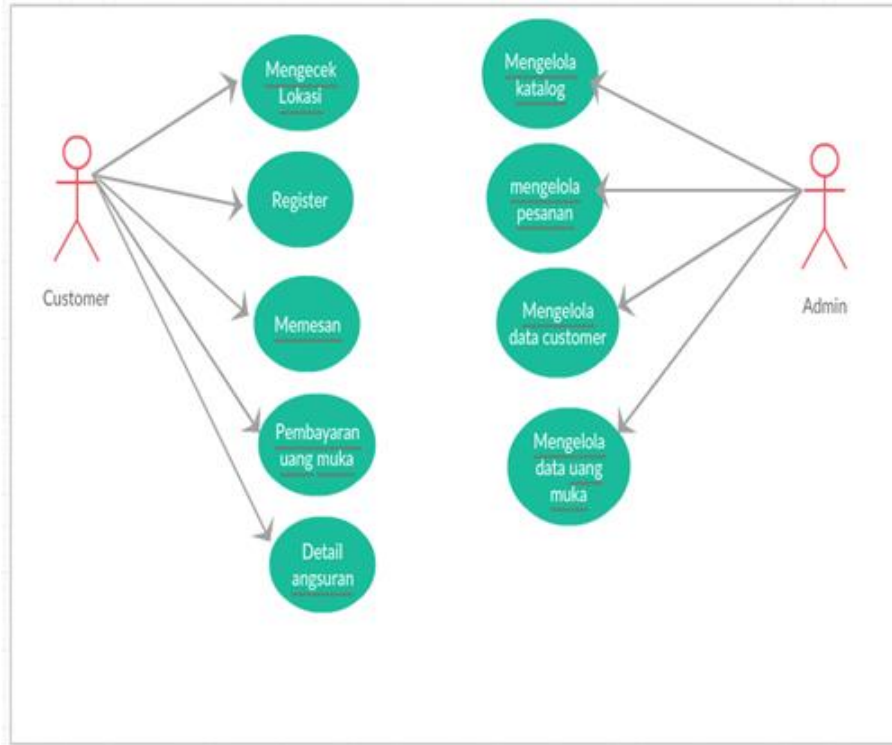 Mengecek
Lokasi
Register
Memesan
Pembayaran
uang muka
Detail
angsuran
Customer
Mengelola
katalog
mengelola
pesanan
Mengelola
data customer
Mengelola
data uang
muka
Admin